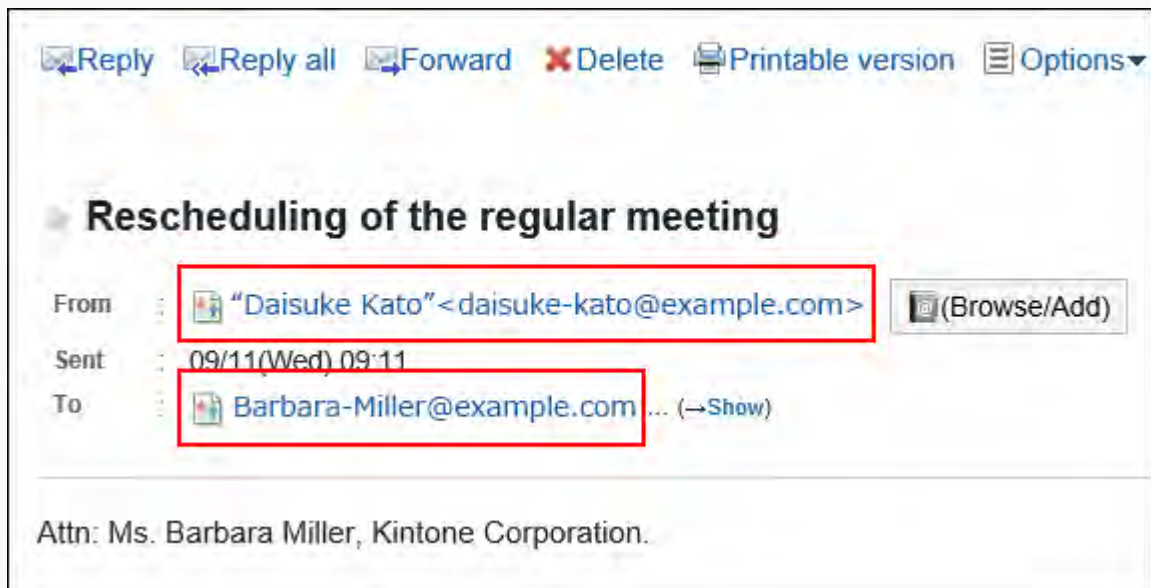 Reply Reply all Forward Delete Printable version Options
Rescheduling of the regular meeting
From : “Daisuke Kato”<daisuke-kato@example.com> (Browse/Add)
Sent : 09/11(Wed) 09:11
To : Barbara-Miller@example.com ... (→Show)
Attn: Ms. Barbara Miller, Kintone Corporation.